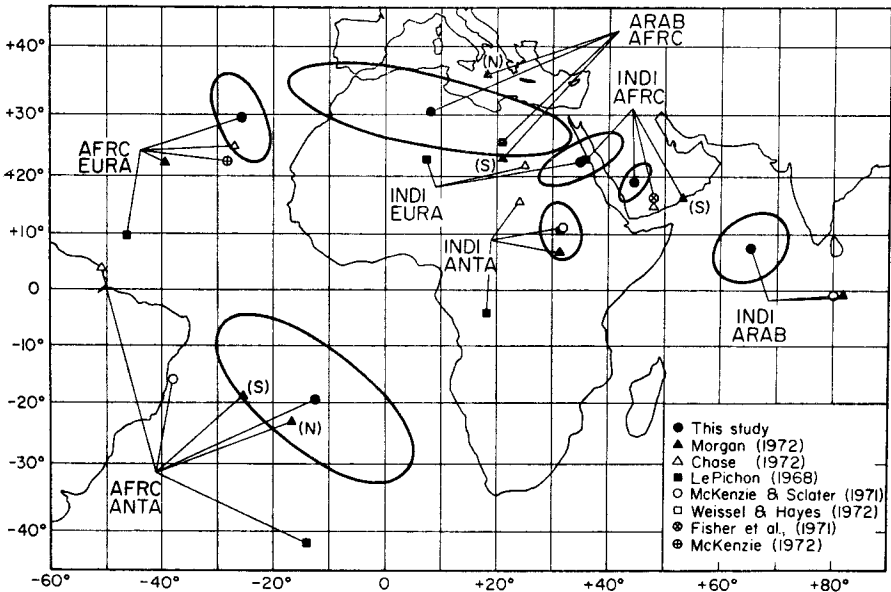 +40°
+30°
+20°
+10°
0
-10°
-20°
-30°
-40°
-60°
-40°
-20°
0
+20°
+40°
+60°
+80°
ARAB
AFRC
(N)
INDI
AFRC
AFRC
EURA
(S)
INDI
EURA
(S)
INDI
ANTA
INDI
ARAB
(S)
(N)
AFRC
ANTA
This study
Morgan (1972)
Chase (1972)
Le Pichon (1968)
McKenzie & Sclater (1971)
Weissel & Hayes (1972)
Fisher et al., (1971)
McKenzie (1972)